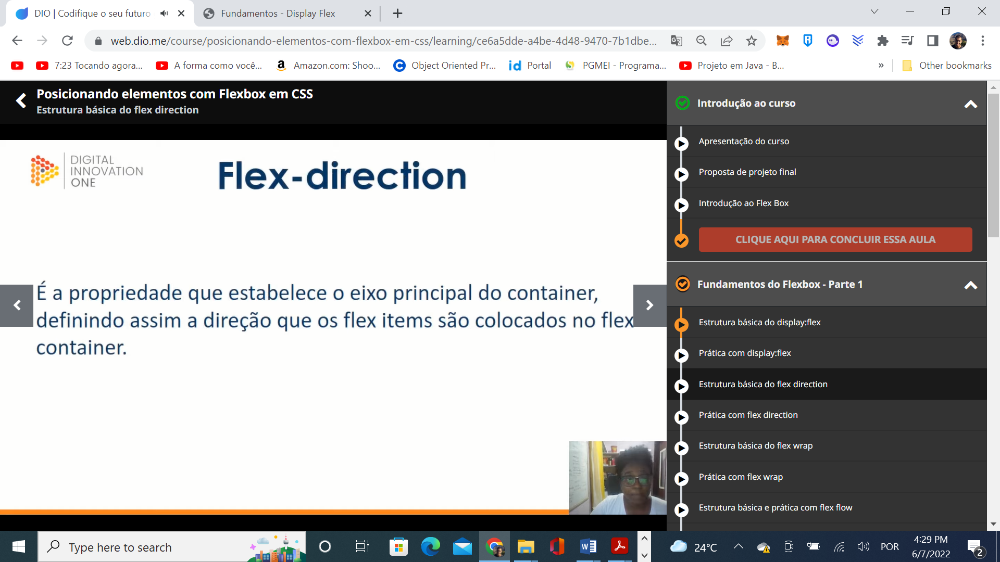 DIO | Codifique o seu futuro
Fundamentos - Display Flex
web.dio.me/course/posicionando-elementos-com-flexbox-em-css/learning/ce6a5dde-a4be-4d48-9470-7b1dbe...
7:23 Tocando agora...
A forma como você...
Amazon.com: Shoo...
Object Oriented Pr...
id Portal
PGMEI - Programa...
Projeto em Java - B...
»
Other bookmarks
Posicionando elementos com Flexbox em CSS
Estrutura básica do flex direction
DIGITAL
INNOVATION
ONE
Flex-direction
É a propriedade que estabelece o eixo principal do container,
definindo assim a direção que os flex items são colocados no flex
container.
Introdução ao curso
Apresentação do curso
Proposta de projeto final
Introdução ao Flex Box
CLIQUE AQUI PARA CONCLUIR ESSA AULA
Fundamentos do Flexbox - Parte 1
Estrutura básica do display:flex
Prática com display:flex
Estrutura básica do flex direction
Prática com flex direction
Estrutura básica do flex wrap
Prática com flex wrap
Estrutura básica e prática com flex flow
Type here to search
24°C
POR
4:29 PM
6/7/2022
2